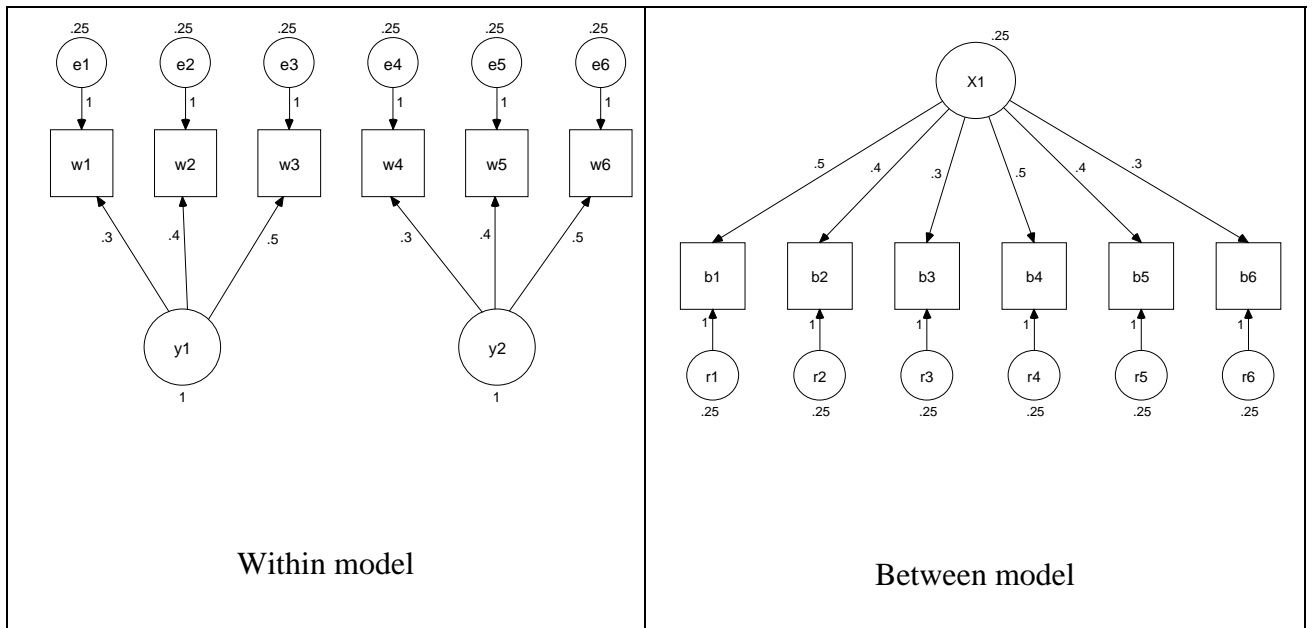 .25 .25 .25 .25 .25 .25
e1 e2 e3 e4 e5 e6
1 1 1 1 1 1
w1 w2 w3 w4 w5 w6
.3 .4 .5 .3 .4 .5
y1 y2
1 1
Within model
.25
X1
.5 .4 .3 .5 .4 .3
b1 b2 b3 b4 b5 b6
1 1 1 1 1 1
r1 r2 r3 r4 r5 r6
.25 .25 .25 .25 .25 .25
Between model